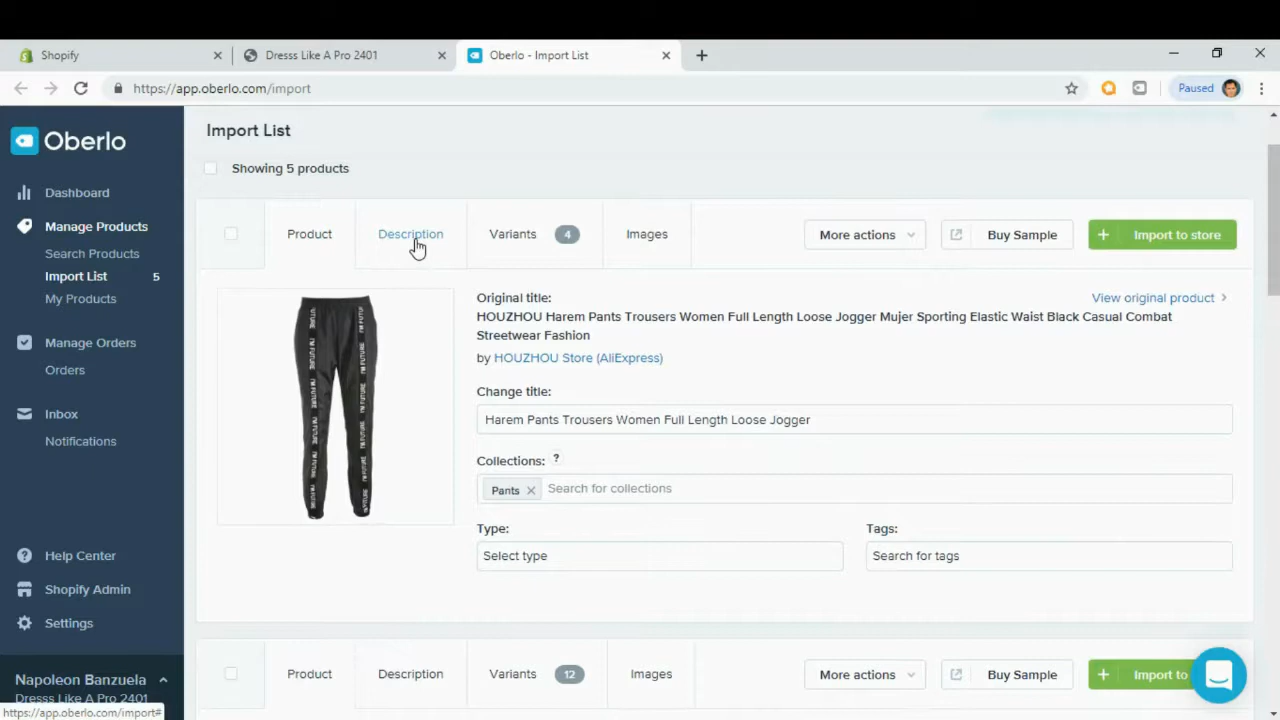 Shopify
Dresss Like A Pro 2401
Oberlo - Import List
https://app.oberlo.com/import
Paused
Oberlo
Dashboard
Manage Products
Search Products
Import List 5
My Products
Manage Orders
Orders
Inbox
Notifications
Help Center
Shopify Admin
Settings
Napoleon Banzuela
Dresss Like A Pro 2401
https://app.oberlo.com/import#
Import List
Showing 5 products
Product Description Variants 4 Images More actions Buy Sample + Import to store
Original title: View original product
HOUZHOU Harem Pants Trousers Women Full Length Loose Jogger Mujer Sporting Elastic Waist Black Casual Combat
Streetwear Fashion
by HOUZHOU Store (AliExpress)
Change title:
Harem Pants Trousers Women Full Length Loose Jogger
Collections: ?
Pants × Search for collections
Type: Tags:
Select type Search for tags
Product Description Variants 12 Images More actions Buy Sample + Import to